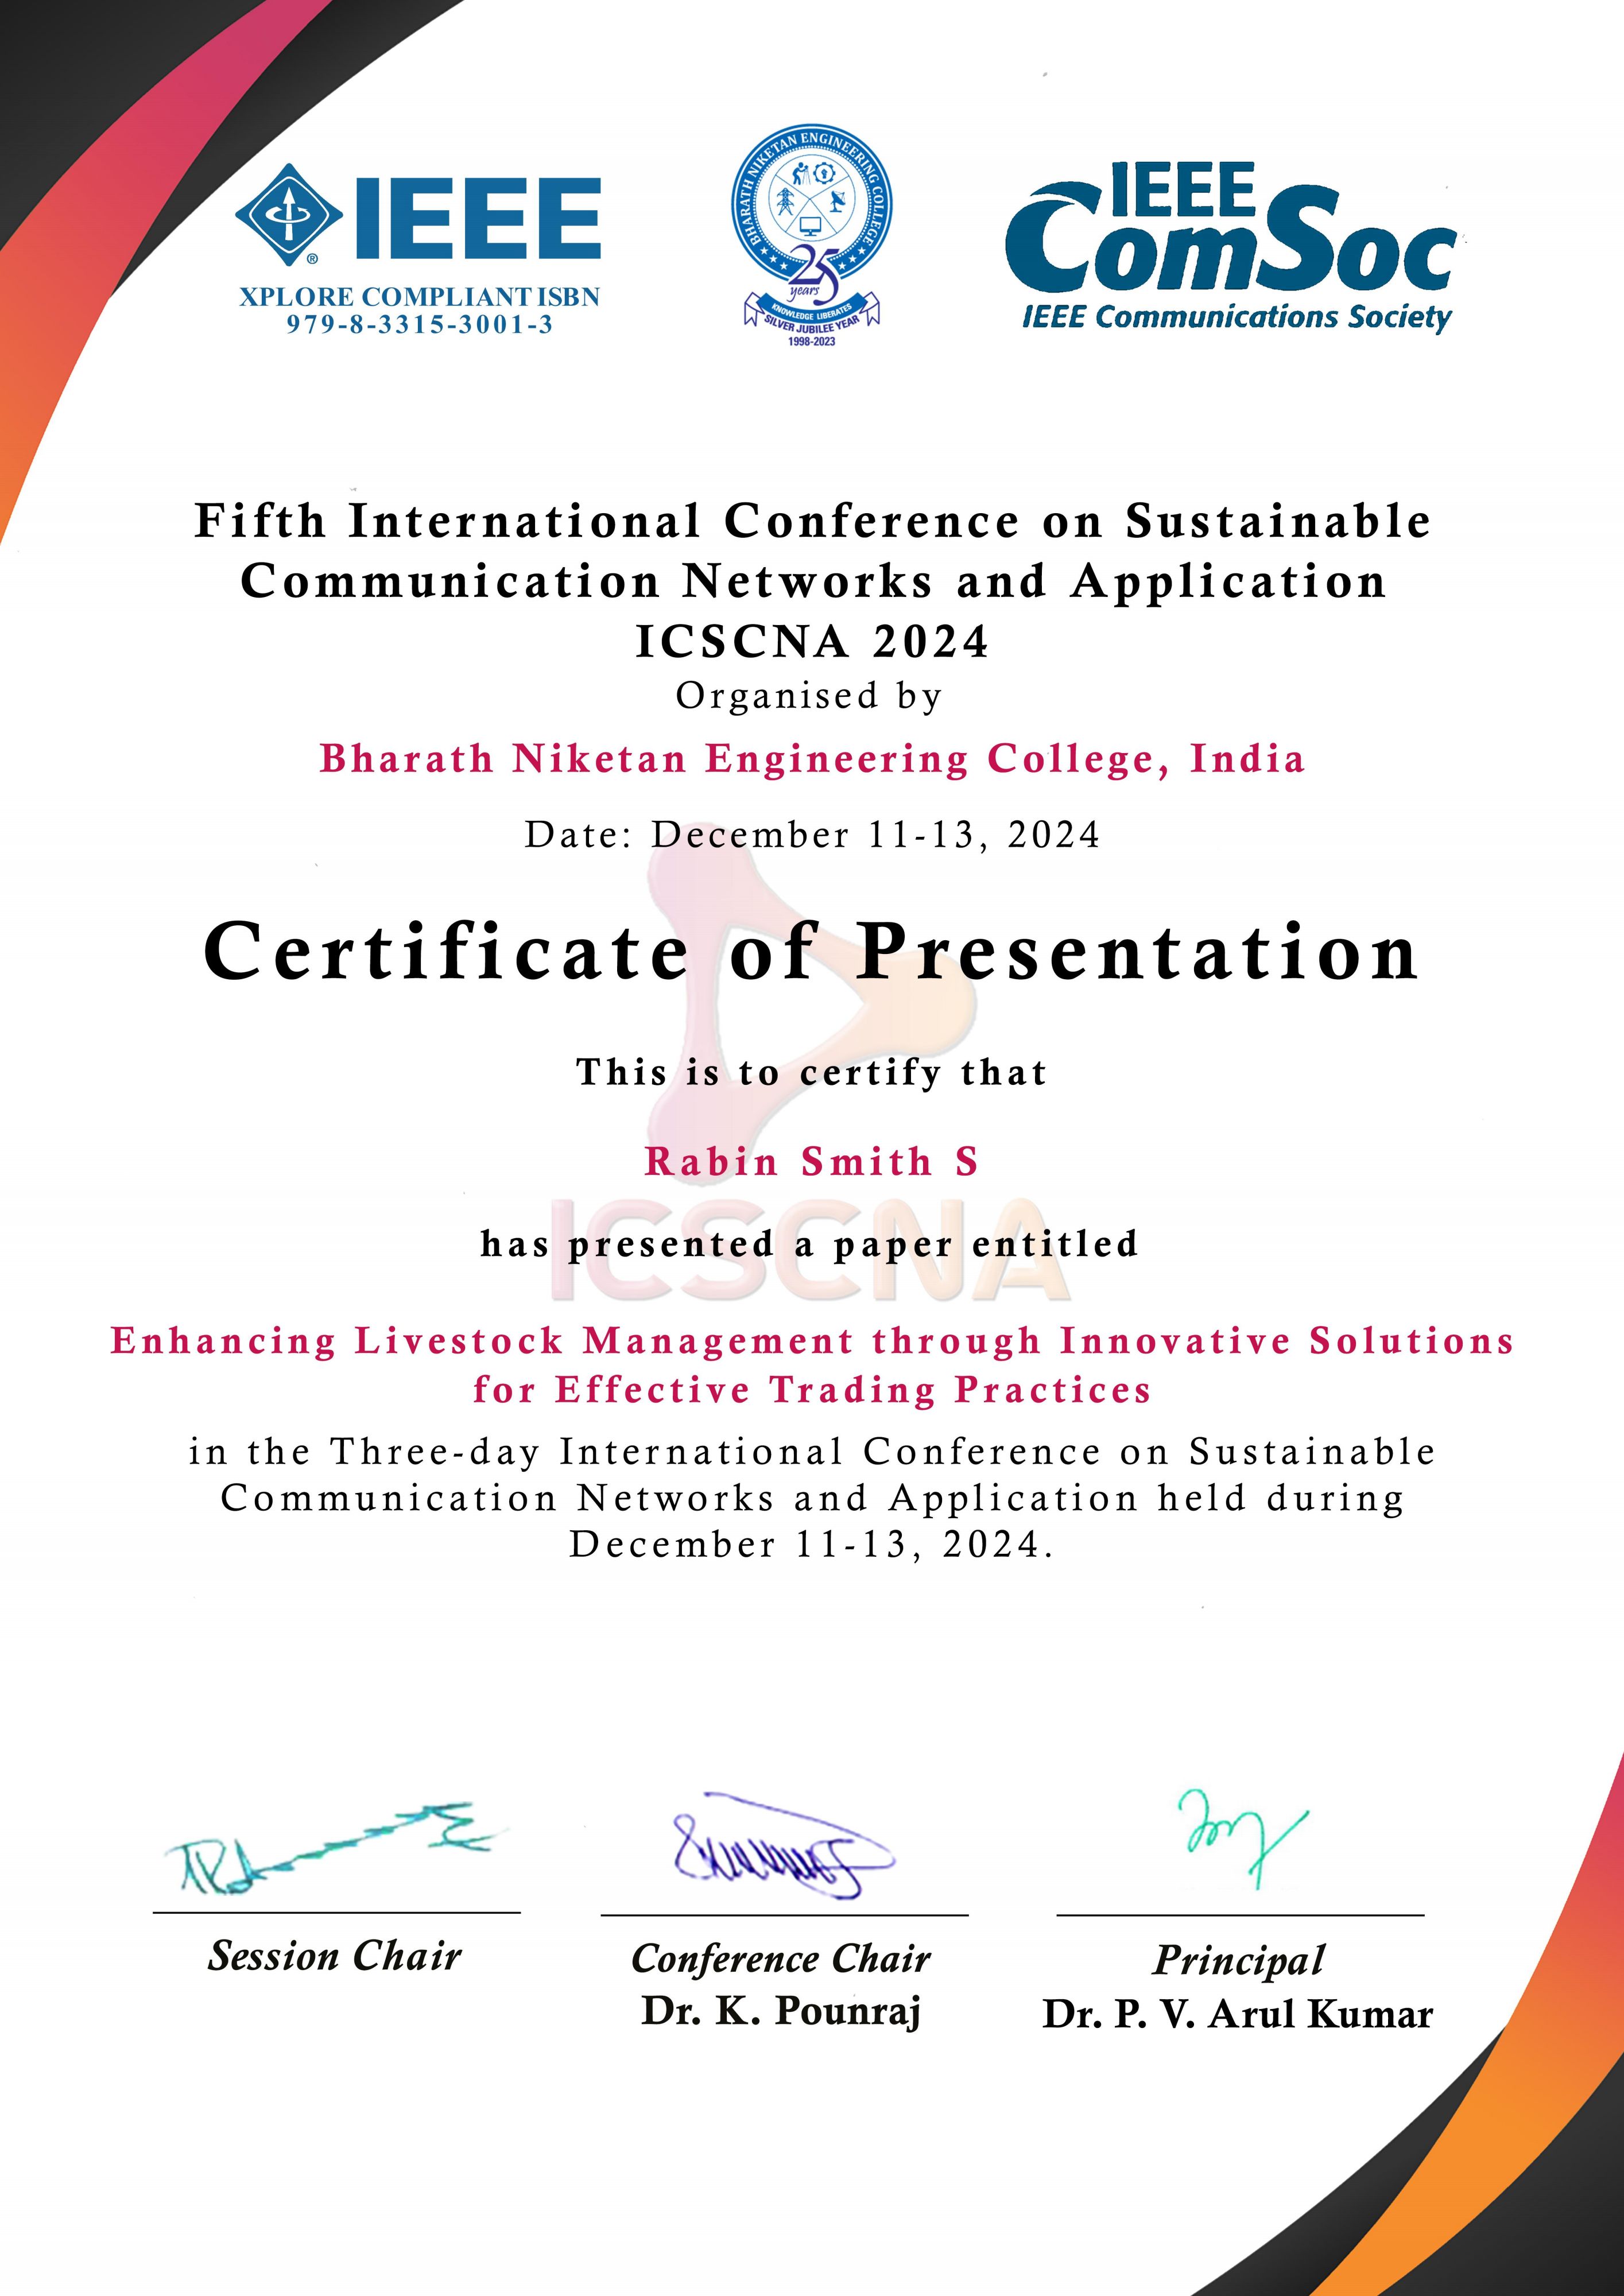 IEEE
XPLORE COMPLIANT ISBN
979-8-3315-3001-3
BHARATH NIKETAN ENGINEERING COLLEGE
25
years
KNOWLEDGE LIBERATES
SILVER JUBILEE YEAR
1998-2023
IEEE
ComSoc
IEEE Communications Society
Fifth International Conference on Sustainable
Communication Networks and Application
ICSCNA 2024
Organised by
Bharath Niketan Engineering College, India
Date: December 11-13, 2024
Certificate of Presentation
This is to certify that
Rabin Smith S
ICSCNA
has presented a paper entitled
Enhancing Livestock Management through Innovative Solutions
for Effective Trading Practices
in the Three-day International Conference on Sustainable
Communication Networks and Application held during
December 11-13, 2024.
Session Chair
Conference Chair
Dr. K. Pounraj
Principal
Dr. P. V. Arul Kumar